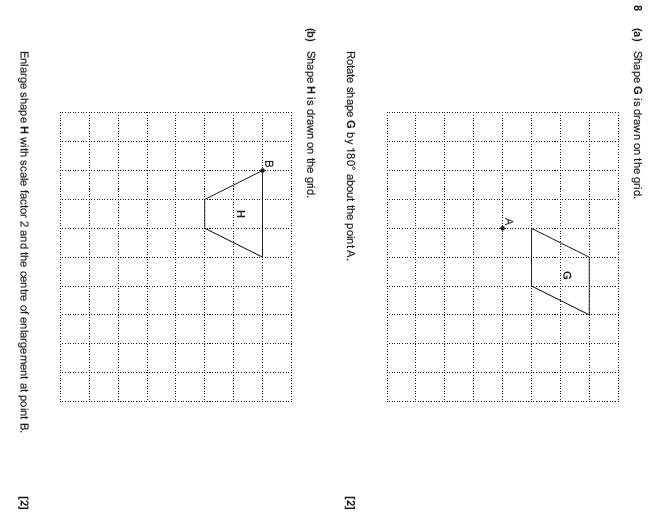 8 (a) Shape G is drawn on the grid.
G
A
Rotate shape G by 180° about the point A.
[2]
(b) Shape H is drawn on the grid.
B
H
Enlarge shape H with scale factor 2 and the centre of enlargement at point B.
[2]